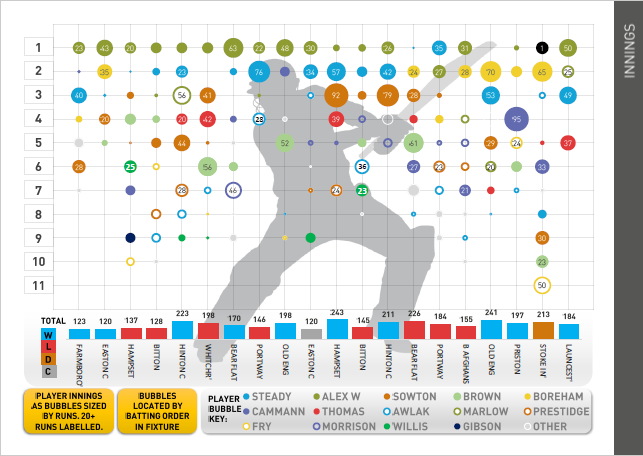 INNINGS
1 23 43 20 63 22 48 30 26 35 31 1 50
2 35 23 76 34 57 42 24 27 28 70 65 25
3 40 56 41 92 79 28 53 49
4 20 20 42 28 39 95
5 44 52 61 29 24 37
6 28 25 56 36 27 23 20 33
7 28 46 24 23 21
8
9 30
10 23
11 50
TOTAL 123 120 137 128 223 198 170 146 198 120 243 145 211 226 184 155 241 197 213 184
W
L
D
C
FARMBORO'
EASTON C
HAMPSET
BITTON
HINTON C
WHITCHR'
BEAR FLAT
PORTWAY
OLD ENG
EASTON C
HAMPSET
BITTON
HINTON C
BEAR FLAT
PORTWAY
B AFGHANS
OLD ENG
PRISTON
STOKE IN'
LAUNCEST'
PLAYER INNINGS
AS BUBBLES SIZED
BY RUNS. 20+
RUNS LABELLED.
BUBBLES
LOCATED BY
BATTING ORDER
IN FIXTURE
PLAYER
BUBBLE
KEY:
STEADY ALEX W SOWTON BROWN BOREHAM
CAMMANN THOMAS AWLAK MARLOW PRESTIDGE
FRY MORRISON WILLIS GIBSON OTHER